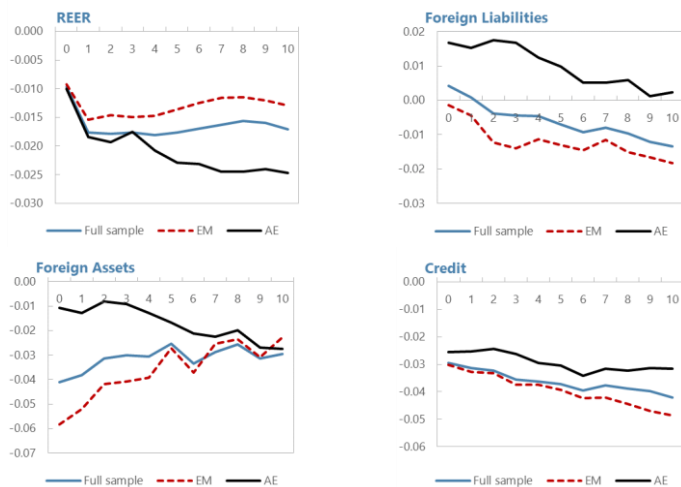 REER
0.000
0 1 2 3 4 5 6 7 8 9 10
-0.005
-0.010
-0.015
-0.020
-0.025
-0.030
Full sample EM AE
Foreign Liabilities
0.02
0.01
0.00
0 1 2 3 4 5 6 7 8 9 10
-0.01
-0.02
-0.03
Full sample EM AE
Foreign Assets
0.00
0 1 2 3 4 5 6 7 8 9 10
-0.01
-0.02
-0.03
-0.04
-0.05
-0.06
-0.07
Full sample EM AE
Credit
0.00
0 1 2 3 4 5 6 7 8 9 10
-0.01
-0.02
-0.03
-0.04
-0.05
-0.06
Full sample EM AE